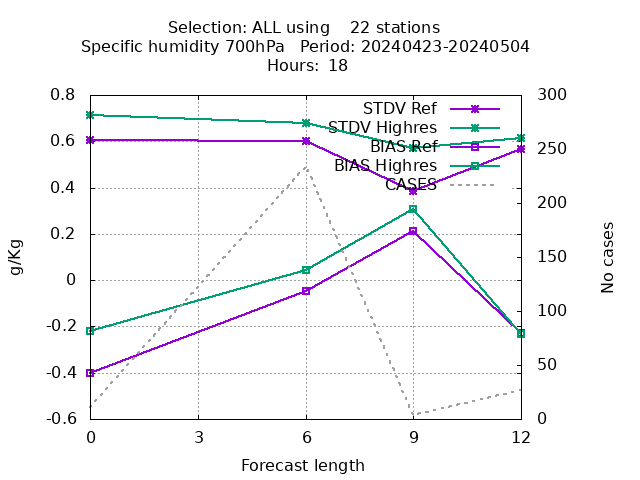 Selection: ALL using    22 stations
Specific humidity 700hPa   Period: 20240423-20240504
Hours: 18
0.8
0.6
0.4
0.2
0
-0.2
-0.4
-0.6
g/Kg
STDV Ref
STDV Highres
BIAS Ref
BIAS Highres
CASES
300
250
200
150
100
50
0
No cases
0 3 6 9 12
Forecast length